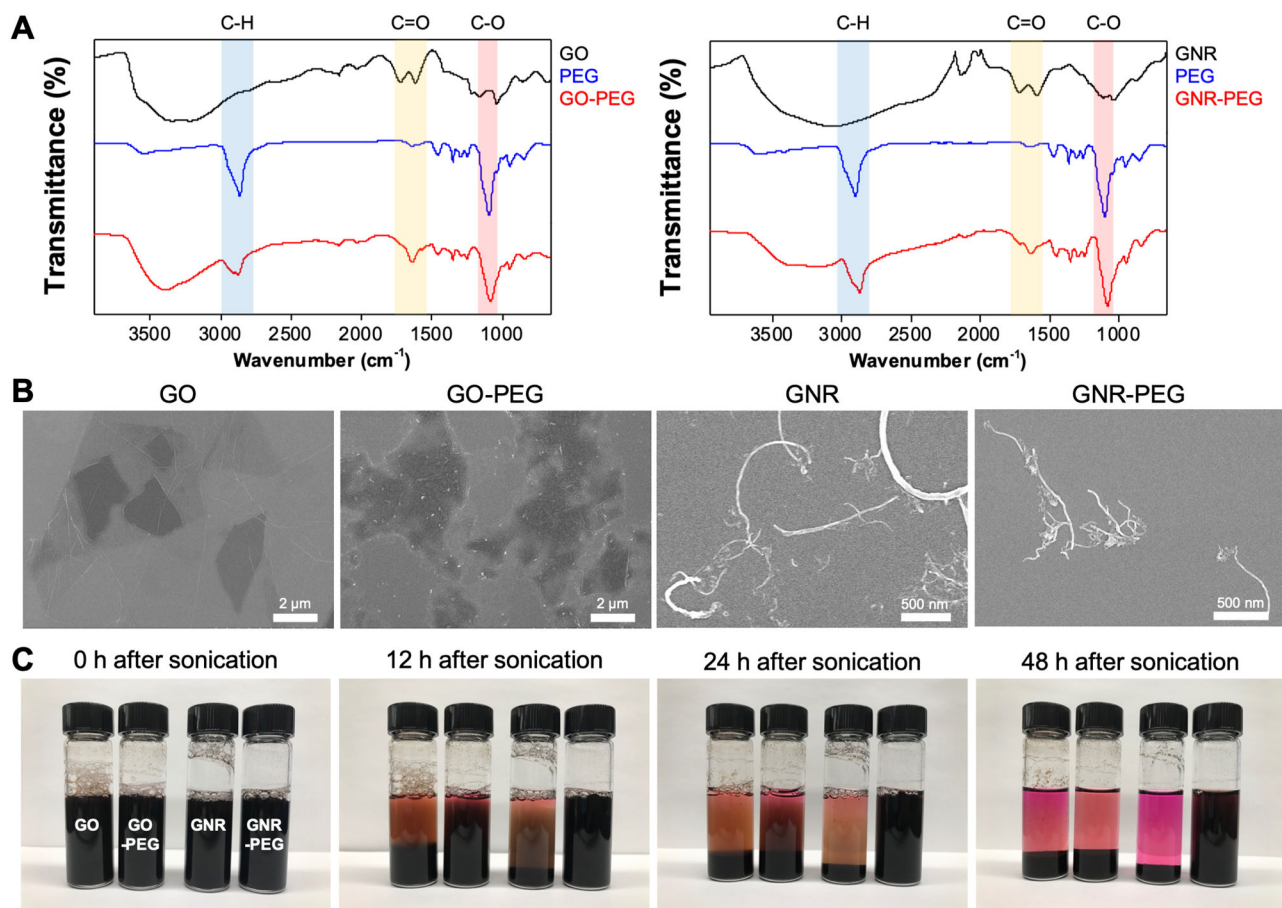 A
C-H C=O C-O
GO
PEG
GO-PEG
Transmittance (%)
3500 3000 2500 2000 1500 1000
Wavenumber (cm-1)
C-H C=O C-O
GNR
PEG
GNR-PEG
Transmittance (%)
3500 3000 2500 2000 1500 1000
Wavenumber (cm-1)
B
GO GO-PEG GNR GNR-PEG
2 µm 2 µm 500 nm 500 nm
C
0 h after sonication 12 h after sonication 24 h after sonication 48 h after sonication
GO GO
-PEG GNR GNR
-PEG